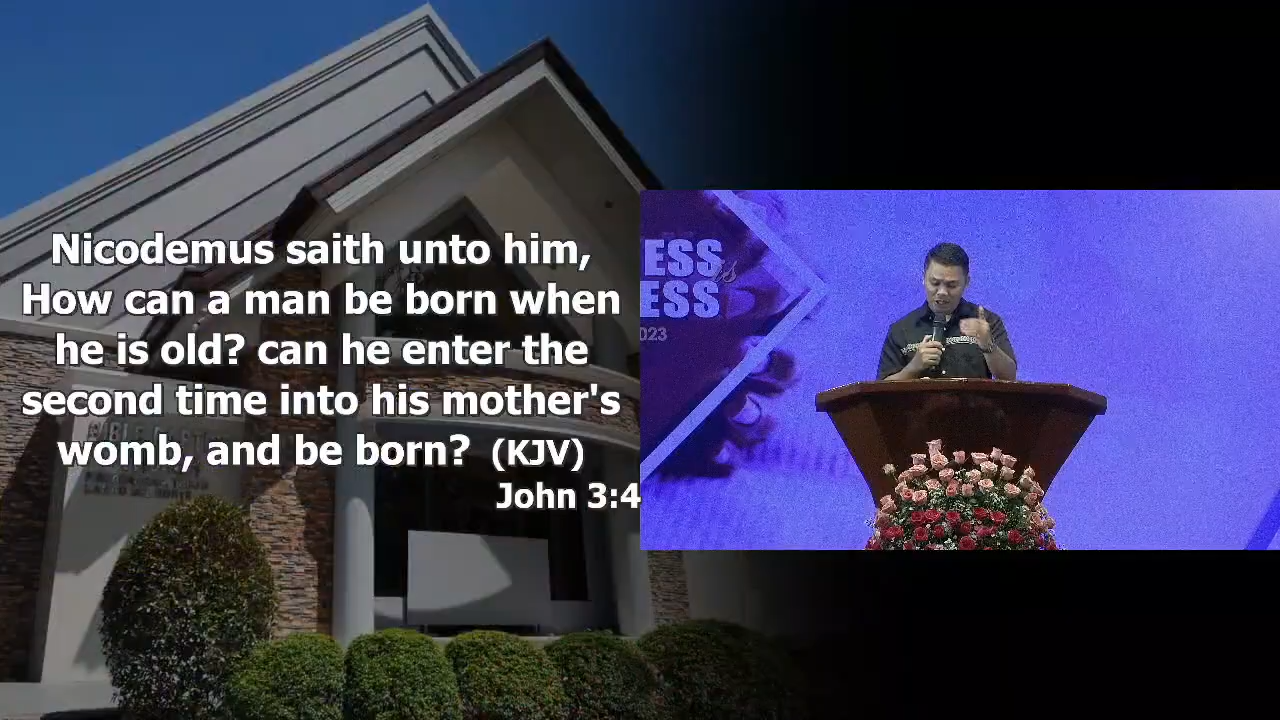 Nicodemus saith unto him,
How can a man be born when
he is old? can he enter the
second time into his mother's
womb, and be born? (KJV)
John 3:4
ESS
ESS
023